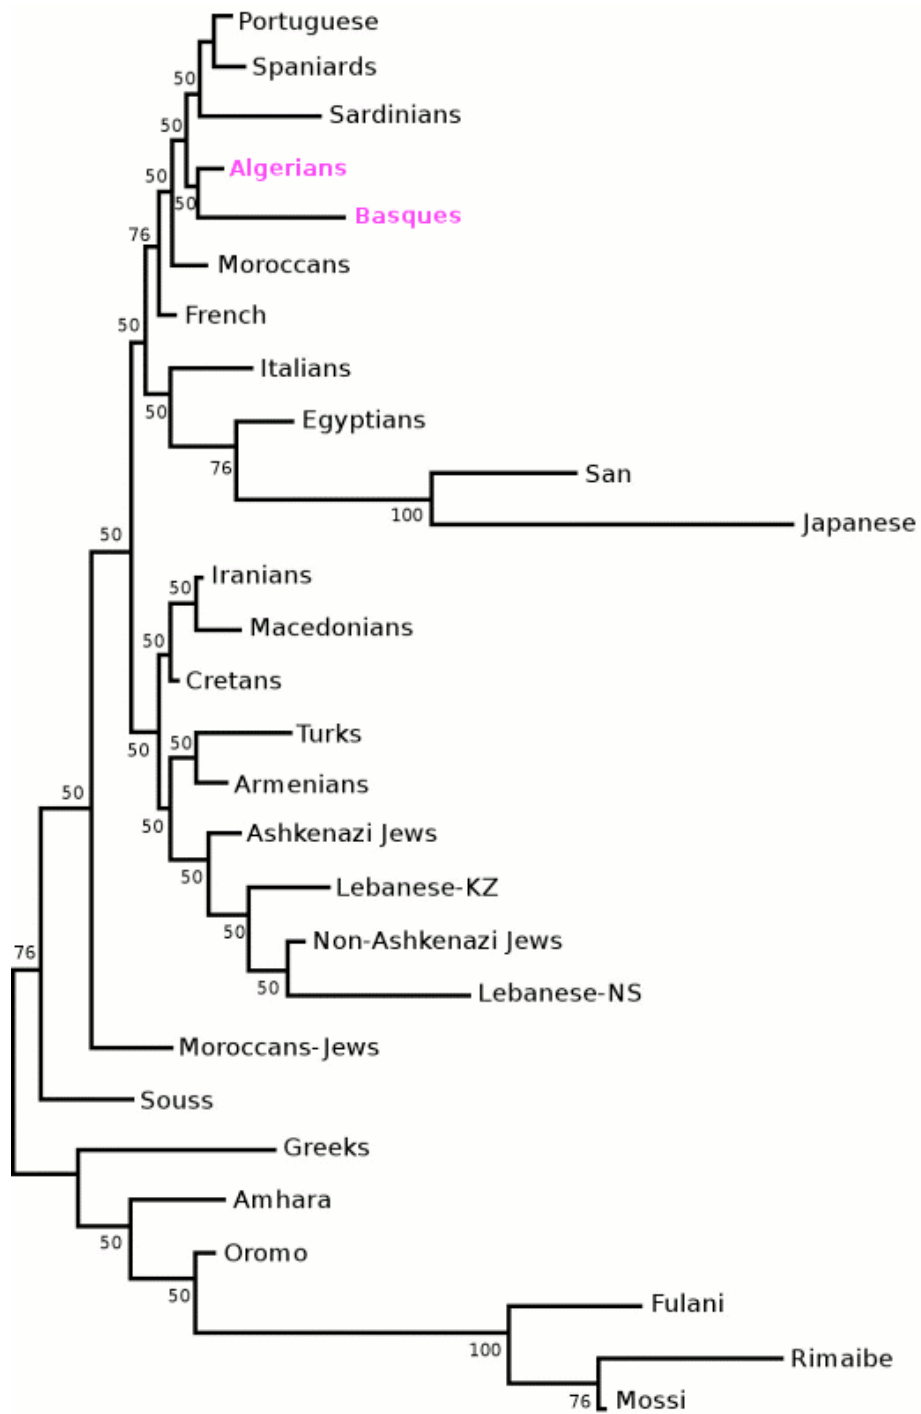 Portuguese
Spaniards
50
Sardinians
50
Algerians
50
50
Basques
76
Moroccans
French
50
Italians
50
Egyptians
76
San
100
Japanese
50
Iranians
50
Macedonians
50
Cretans
50
50
Turks
Armenians
50
50
Ashkenazi Jews
50
Lebanese-KZ
50
Non-Ashkenazi Jews
76
50
Lebanese-NS
Moroccans-Jews
Souss
Greeks
Amhara
50
Oromo
50
Fulani
100
Rimaibe
76
Mossi